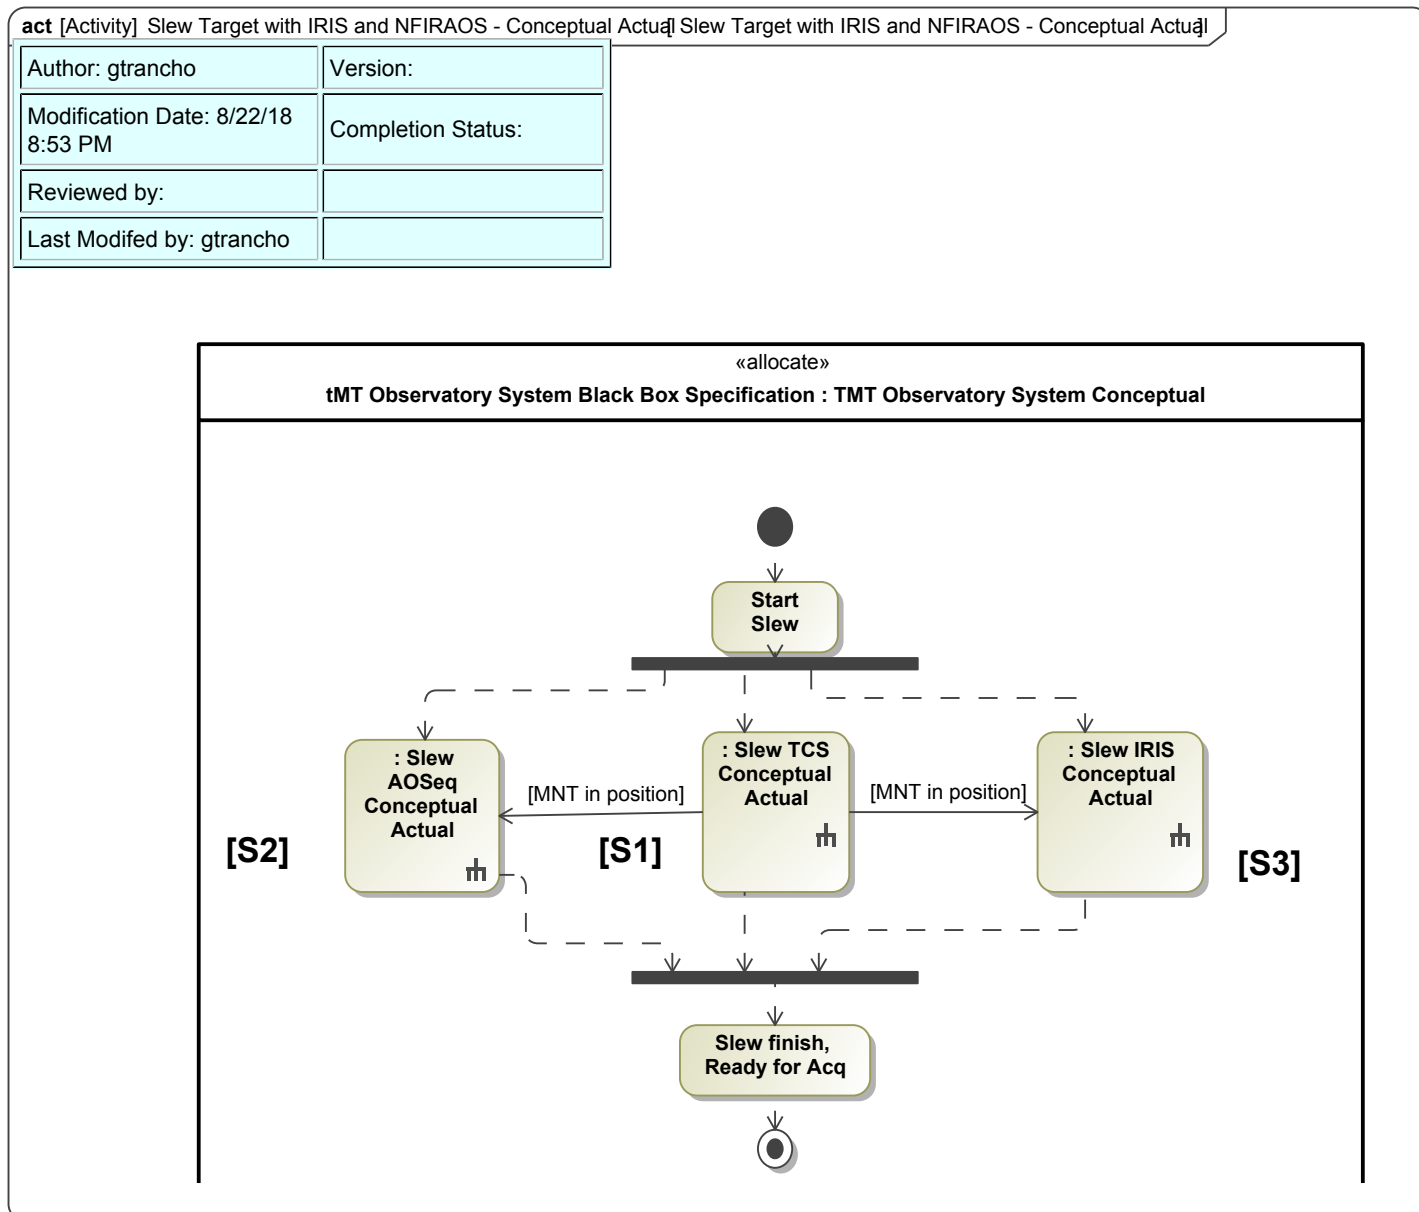 act [Activity] Slew Target with IRIS and NFIRAOS - Conceptual Actual[ Slew Target with IRIS and NFIRAOS - Conceptual Actual]
Author: gtrancho
Version:
Modification Date: 8/22/18
8:53 PM
Completion Status:
Reviewed by:
Last Modifed by: gtrancho
«allocate»
tMT Observatory System Black Box Specification : TMT Observatory System Conceptual
Start
Slew
: Slew
AOSeq
Conceptual
Actual
[MNT in position]
: Slew TCS
Conceptual
Actual
[MNT in position]
: Slew IRIS
Conceptual
Actual
[S2]
[S1]
[S3]
Slew finish,
Ready for Acq